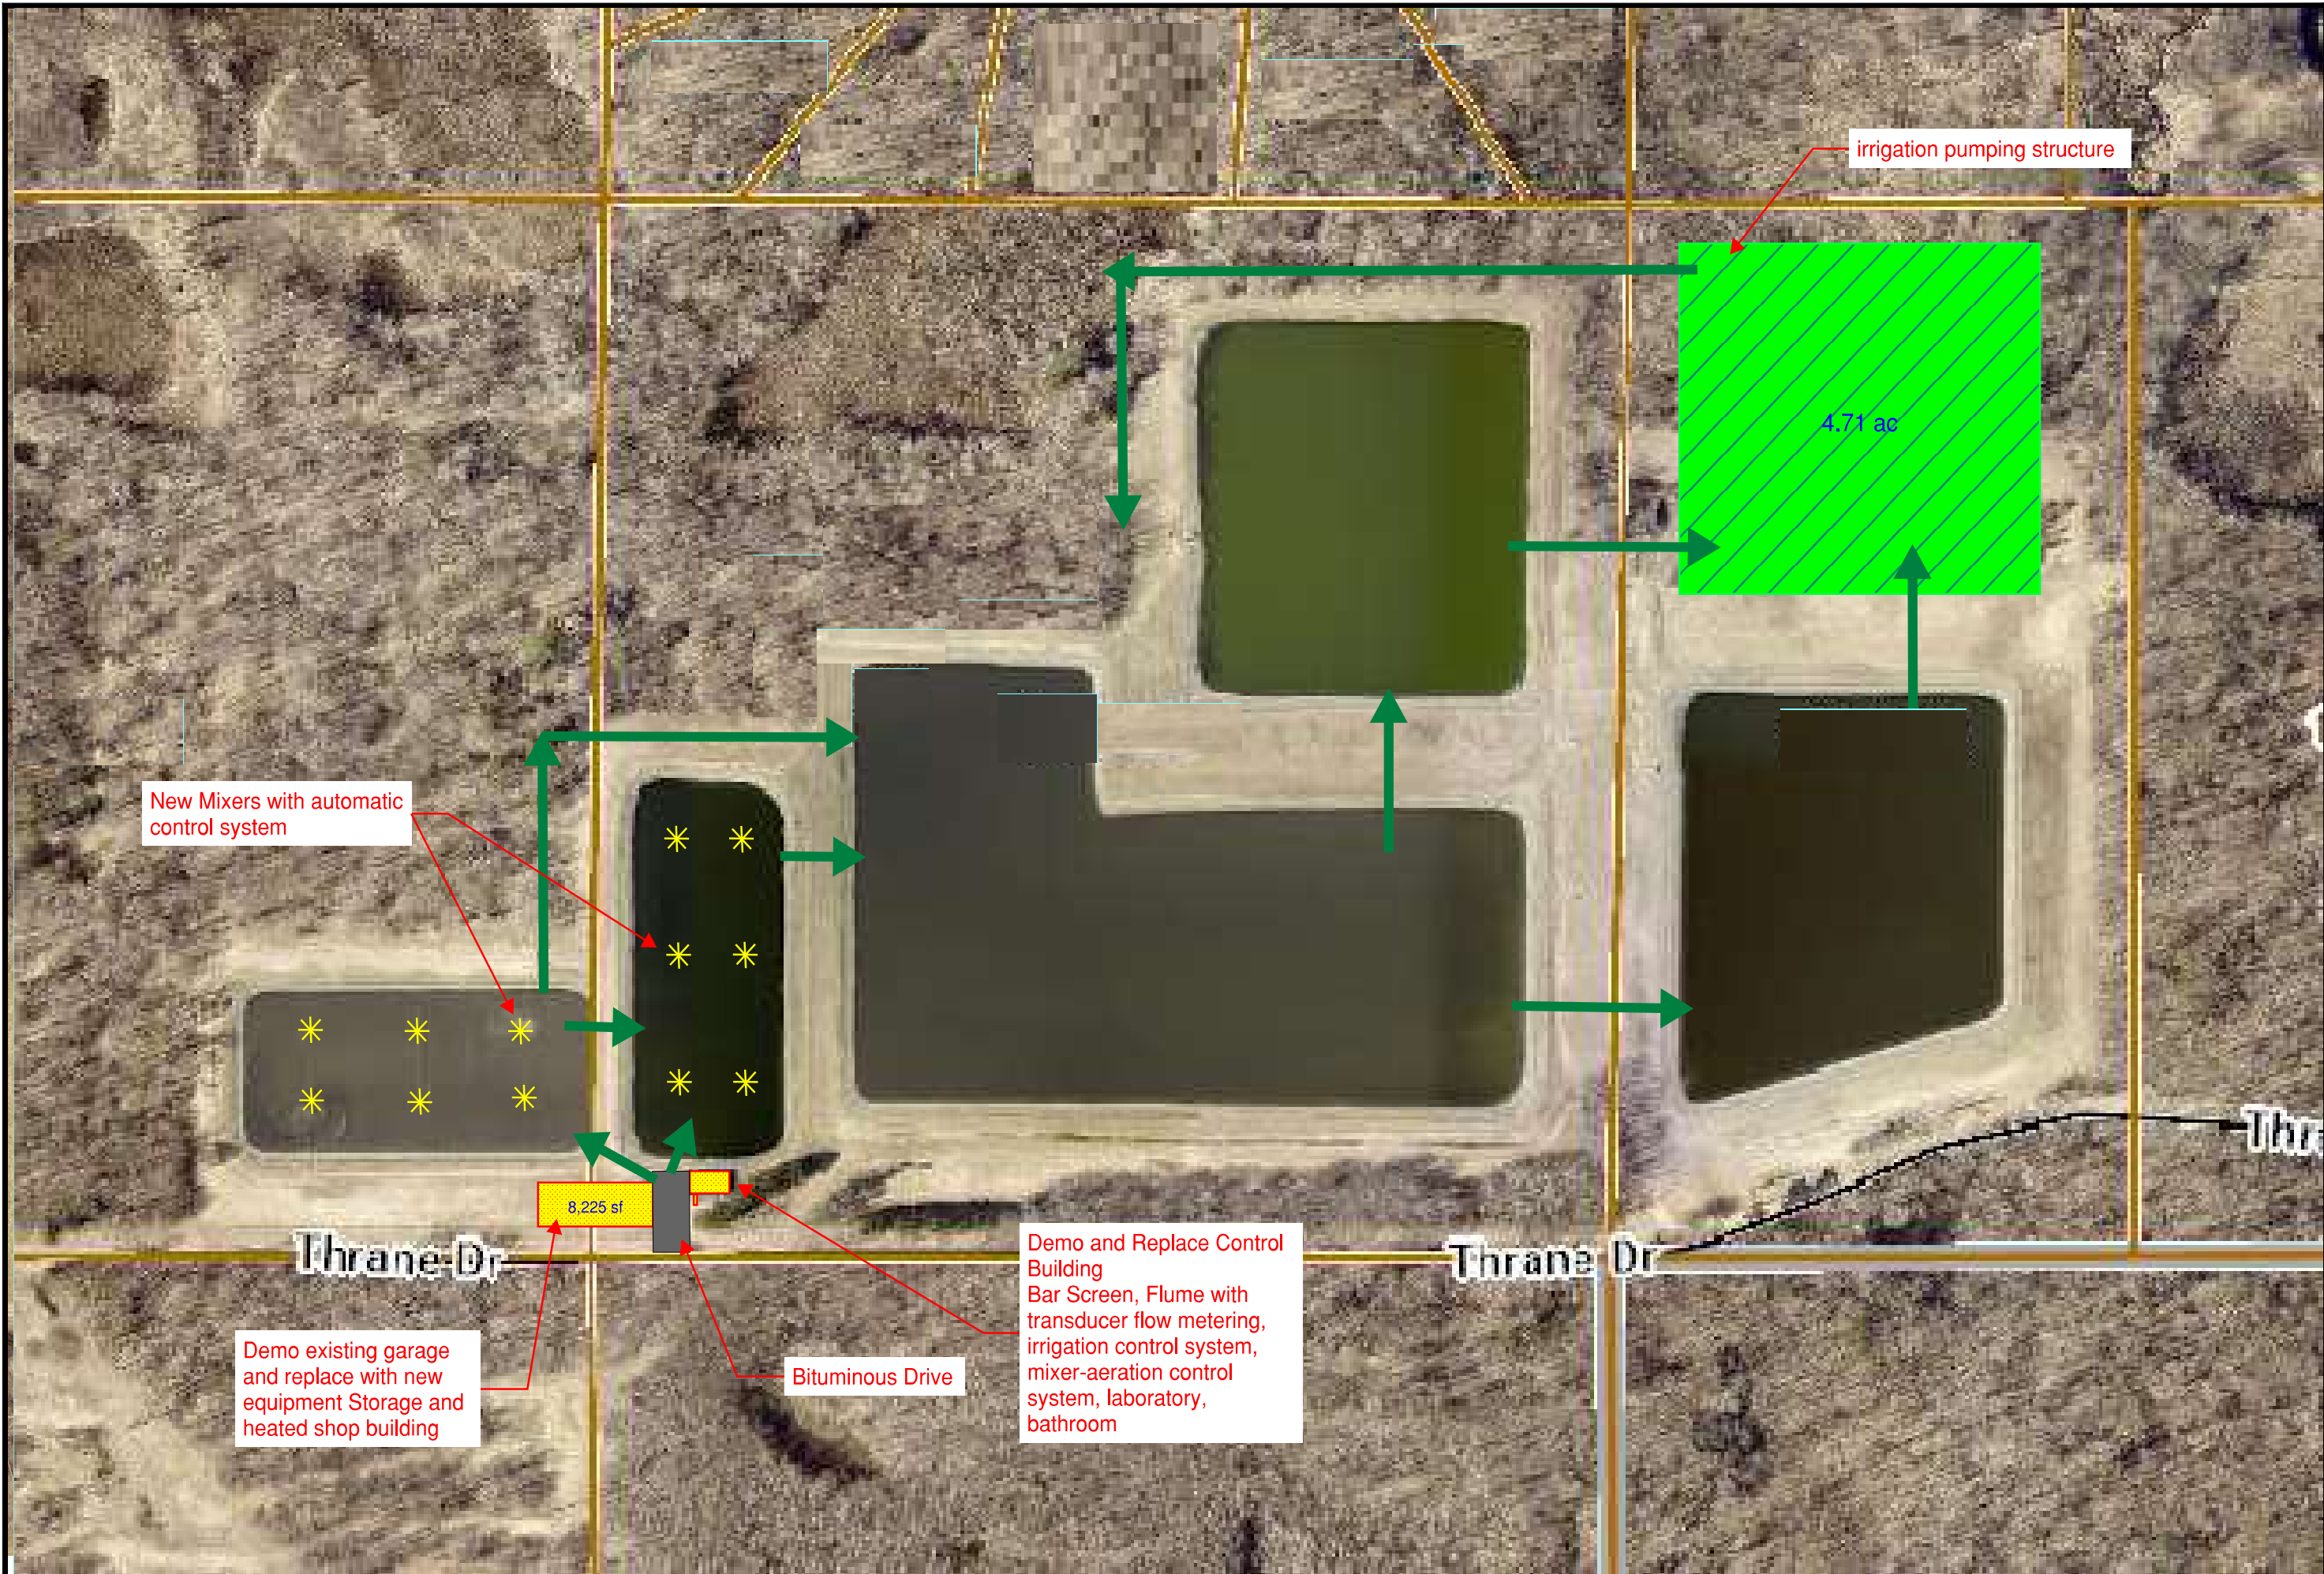 irrigation pumping structure
4.71 ac
New Mixers with automatic
control system
8,225 sf
Thrane Dr
Thrane Dr
Thr
Demo and Replace Control
Building
Bar Screen, Flume with
transducer flow metering,
irrigation control system,
mixer-aeration control
system, laboratory,
bathroom
Demo existing garage
and replace with new
equipment Storage and
heated shop building
Bituminous Drive